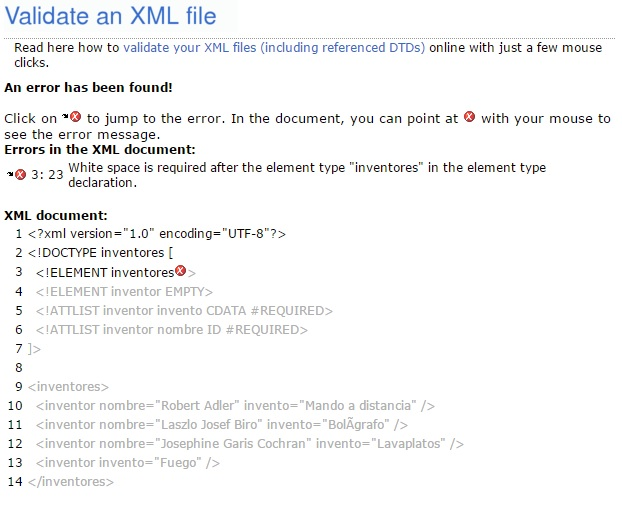 Validate an XML file
Read here how to validate your XML files (including referenced DTDs) online with just a few mouse
clicks.
An error has been found!
Click on to jump to the error. In the document, you can point at with your mouse to
see the error message.
Errors in the XML document:
3: 23 White space is required after the element type "inventores" in the element type
declaration.
XML document:
1 <?xml version="1.0" encoding="UTF-8"?>
2 <!DOCTYPE inventores [
3 <!ELEMENT inventores>
4 <!ELEMENT inventor EMPTY>
5 <!ATTLIST inventor invento CDATA #REQUIRED>
6 <!ATTLIST inventor nombre ID #REQUIRED>
7 ]>
8
9 <inventores>
10 <inventor nombre="Robert Adler" invento="Mando a distancia" />
11 <inventor nombre="Laszlo Josef Biro" invento="BolÃgrafo" />
12 <inventor nombre="Josephine Garis Cochran" invento="Lavaplatos" />
13 <inventor invento="Fuego" />
14 </inventores>